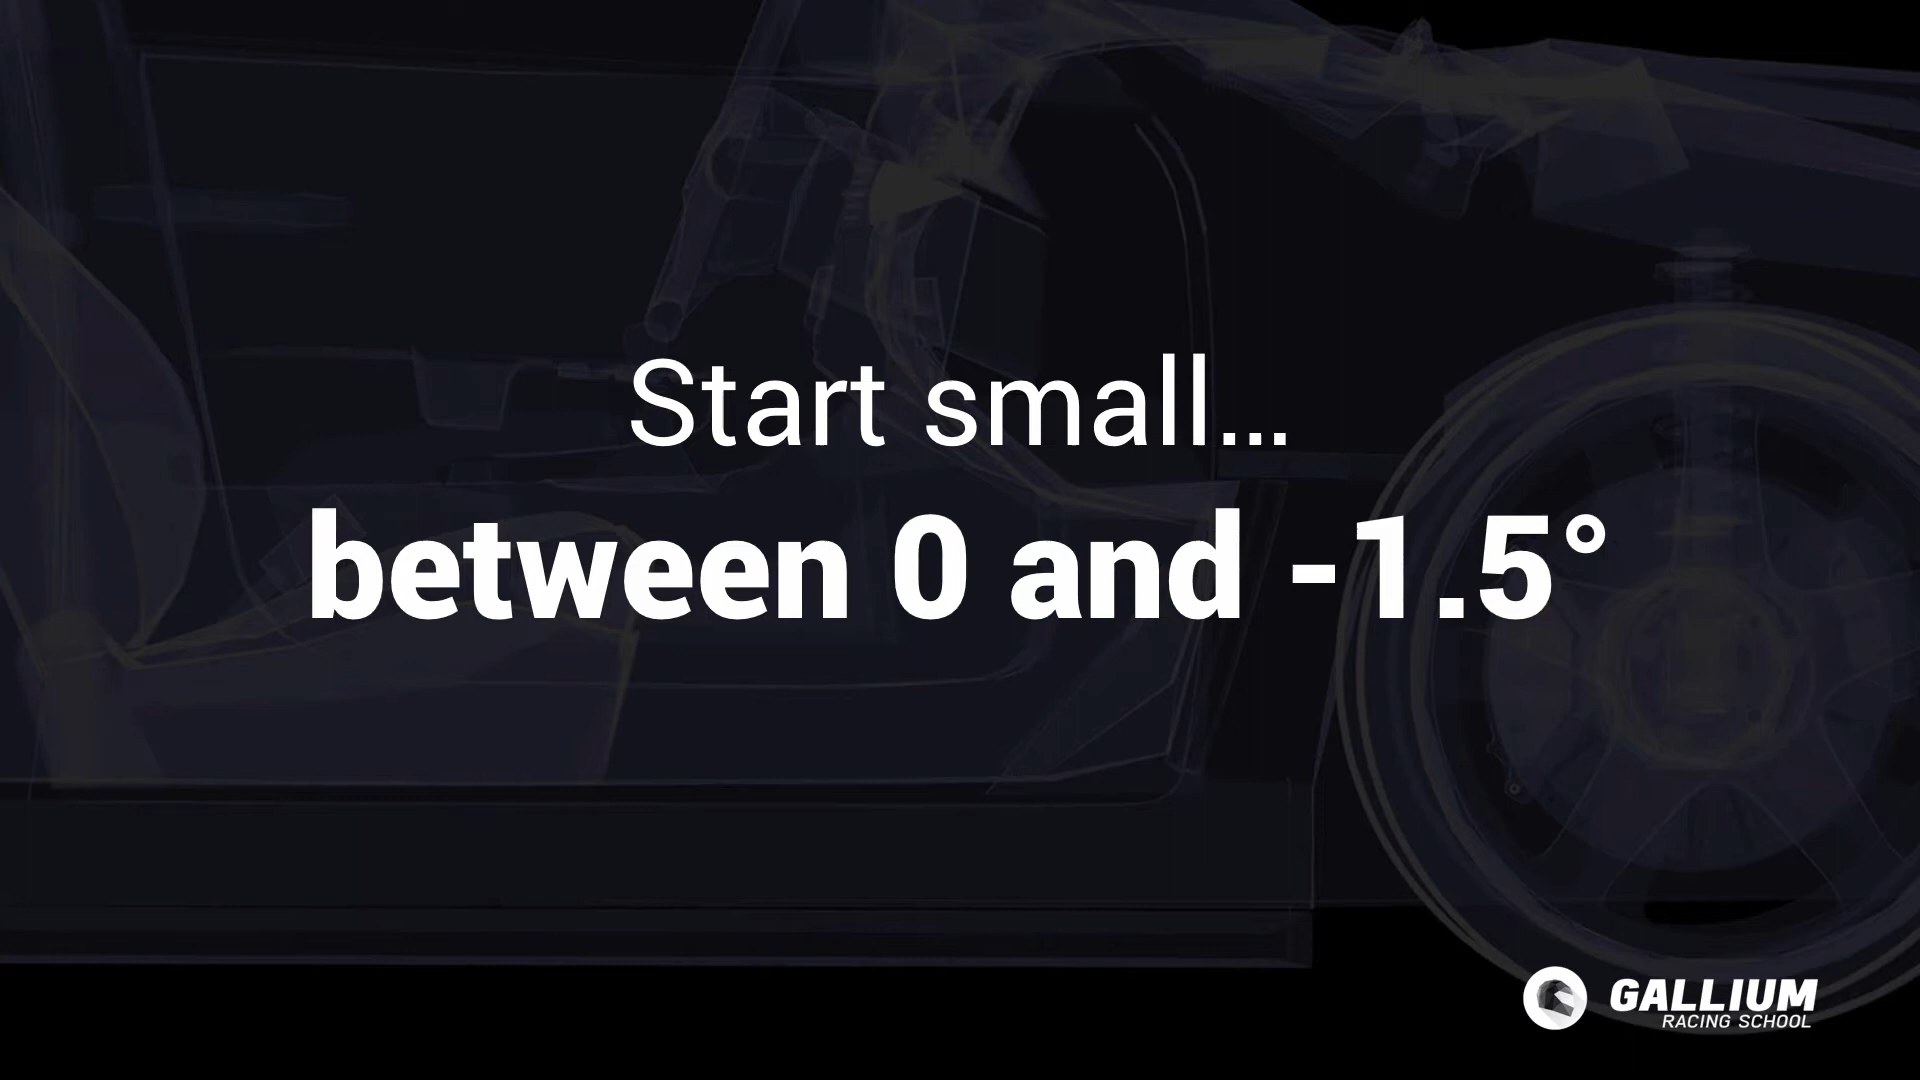 Start small...
between 0 and -1.5°
GALLIUM
RACING SCHOOL